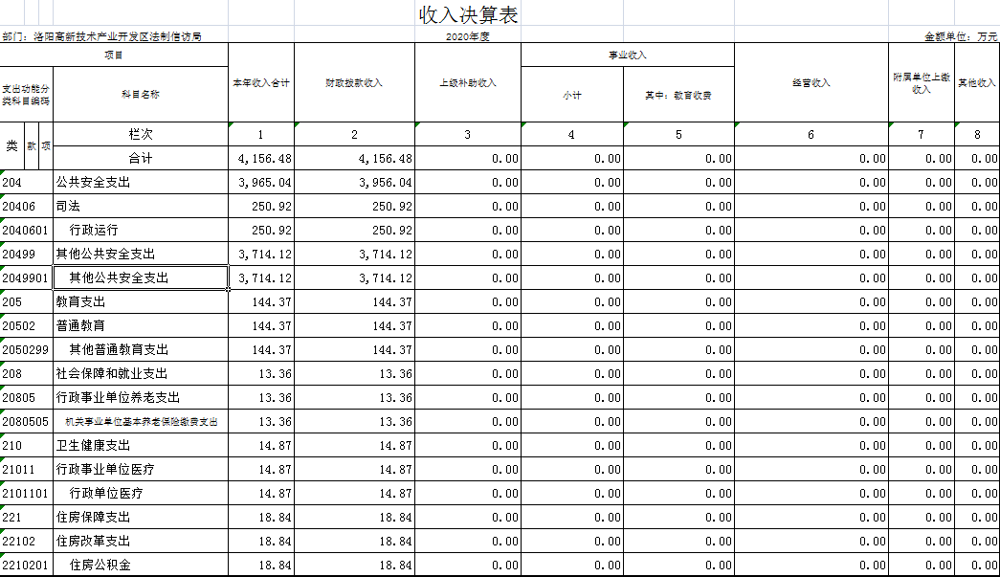 收入决算表
部门：洛阳高新技术产业开发区法制信访局 2020年度 金额单位：万元
项目 本年收入合计 财政拨款收入 上级补助收入 事业收入 经营收入 附属单位上缴收入 其他收入
支出功能分类科目编码 科目名称 小计 其中：教育收费
类 款 项 栏次 1 2 3 4 5 6 7 8
合计 4,156.48 4,156.48 0.00 0.00 0.00 0.00 0.00 0.00
204 公共安全支出 3,965.04 3,956.04 0.00 0.00 0.00 0.00 0.00 0.00
20406 司法 250.92 250.92 0.00 0.00 0.00 0.00 0.00 0.00
2040601 行政运行 250.92 250.92 0.00 0.00 0.00 0.00 0.00 0.00
20499 其他公共安全支出 3,714.12 3,714.12 0.00 0.00 0.00 0.00 0.00 0.00
2049901 其他公共安全支出 3,714.12 3,714.12 0.00 0.00 0.00 0.00 0.00 0.00
205 教育支出 144.37 144.37 0.00 0.00 0.00 0.00 0.00 0.00
20502 普通教育 144.37 144.37 0.00 0.00 0.00 0.00 0.00 0.00
2050299 其他普通教育支出 144.37 144.37 0.00 0.00 0.00 0.00 0.00 0.00
208 社会保障和就业支出 13.36 13.36 0.00 0.00 0.00 0.00 0.00 0.00
20805 行政事业单位养老支出 13.36 13.36 0.00 0.00 0.00 0.00 0.00 0.00
2080505 机关事业单位基本养老保险缴费支出 13.36 13.36 0.00 0.00 0.00 0.00 0.00 0.00
210 卫生健康支出 14.87 14.87 0.00 0.00 0.00 0.00 0.00 0.00
21011 行政事业单位医疗 14.87 14.87 0.00 0.00 0.00 0.00 0.00 0.00
2101101 行政单位医疗 14.87 14.87 0.00 0.00 0.00 0.00 0.00 0.00
221 住房保障支出 18.84 18.84 0.00 0.00 0.00 0.00 0.00 0.00
22102 住房改革支出 18.84 18.84 0.00 0.00 0.00 0.00 0.00 0.00
2210201 住房公积金 18.84 18.84 0.00 0.00 0.00 0.00 0.00 0.00